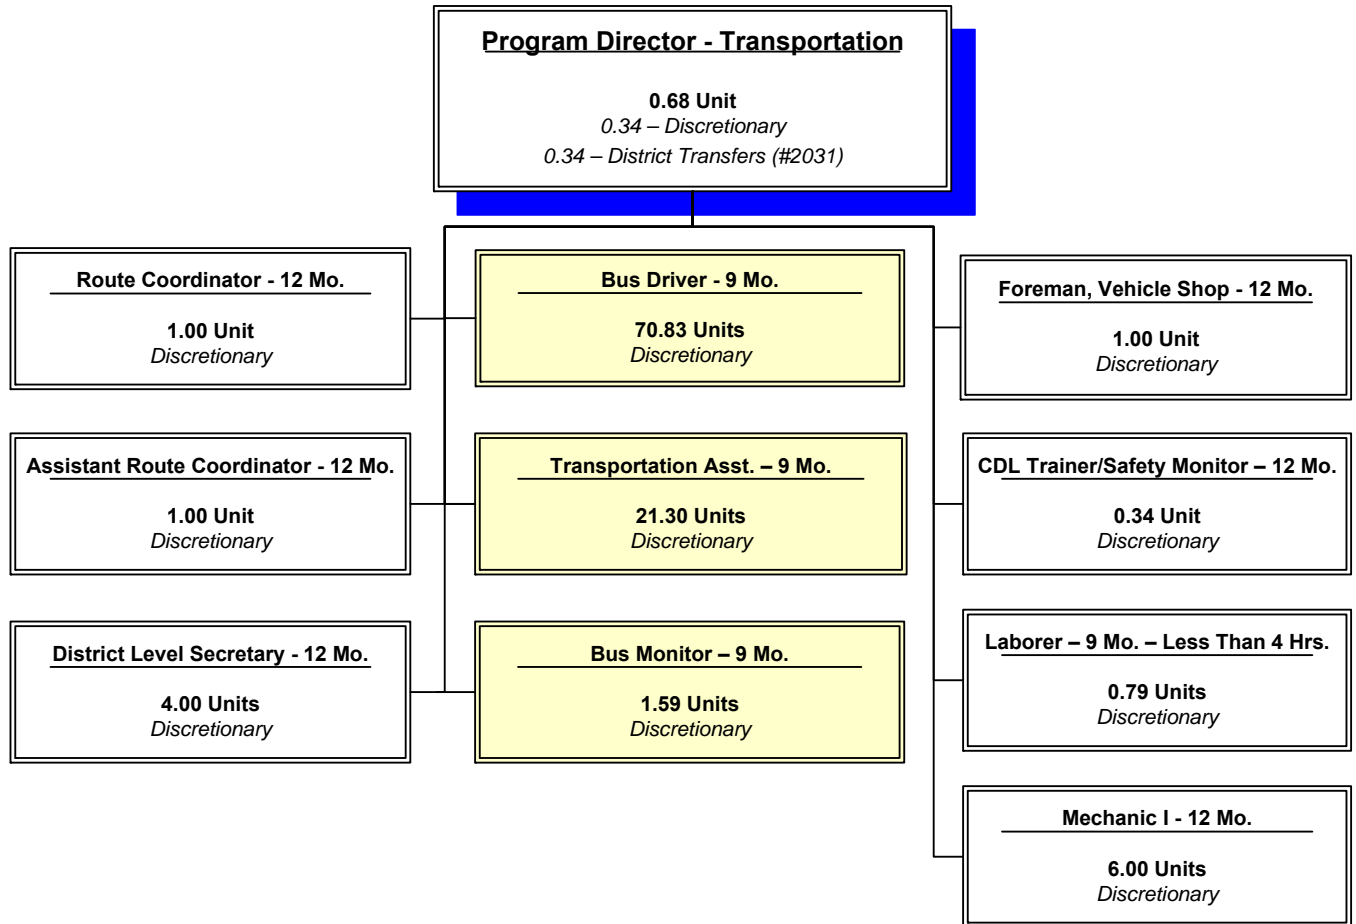 Program Director - Transportation
0.68 Unit
0.34 – Discretionary
0.34 – District Transfers (#2031)
Route Coordinator - 12 Mo.
1.00 Unit
Discretionary
Bus Driver - 9 Mo.
70.83 Units
Discretionary
Foreman, Vehicle Shop - 12 Mo.
1.00 Unit
Discretionary
Assistant Route Coordinator - 12 Mo.
1.00 Unit
Discretionary
Transportation Asst. – 9 Mo.
21.30 Units
Discretionary
CDL Trainer/Safety Monitor – 12 Mo.
0.34 Unit
Discretionary
District Level Secretary - 12 Mo.
4.00 Units
Discretionary
Bus Monitor – 9 Mo.
1.59 Units
Discretionary
Laborer – 9 Mo. – Less Than 4 Hrs.
0.79 Units
Discretionary
Mechanic I - 12 Mo.
6.00 Units
Discretionary